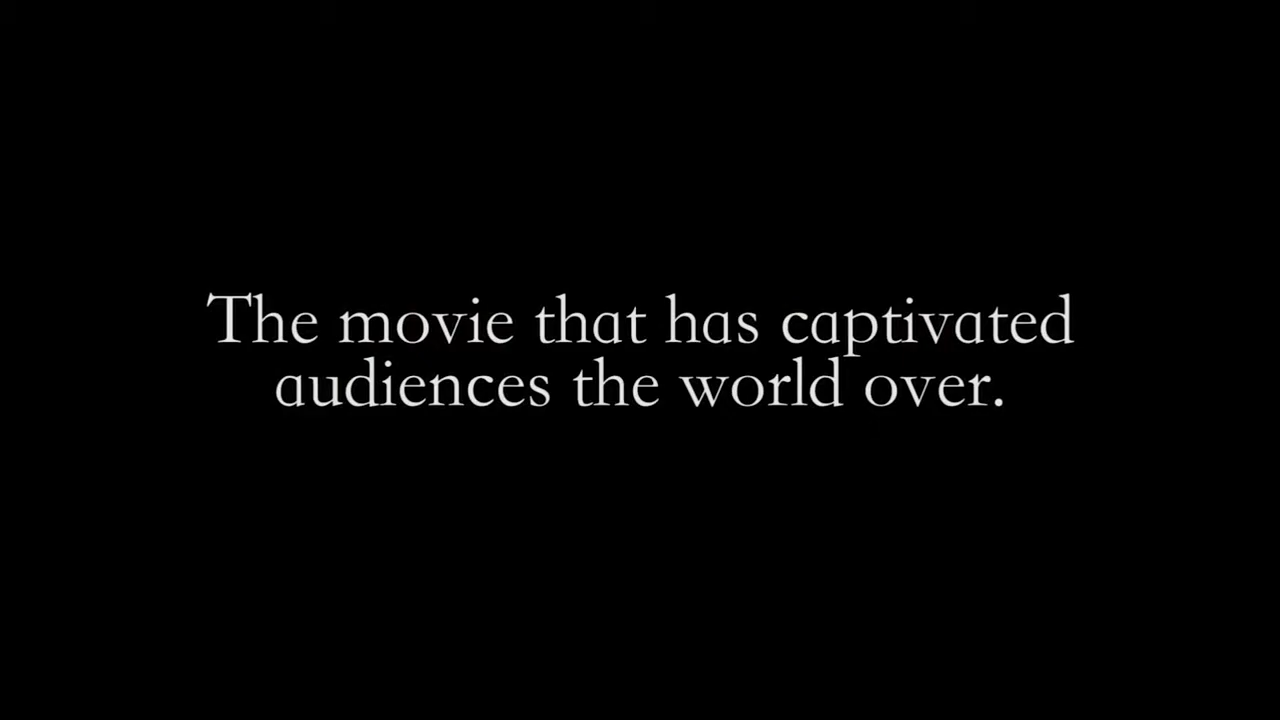 The movie that has captivated
audiences the world over.